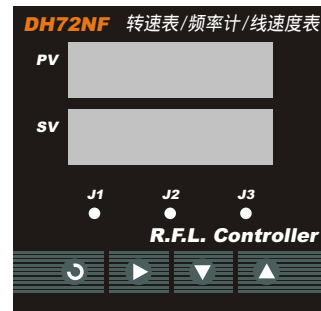 DH72NF 转速表/频率计/线速度表
PV
SV
J1 J2 J3
R.F.L. Controller